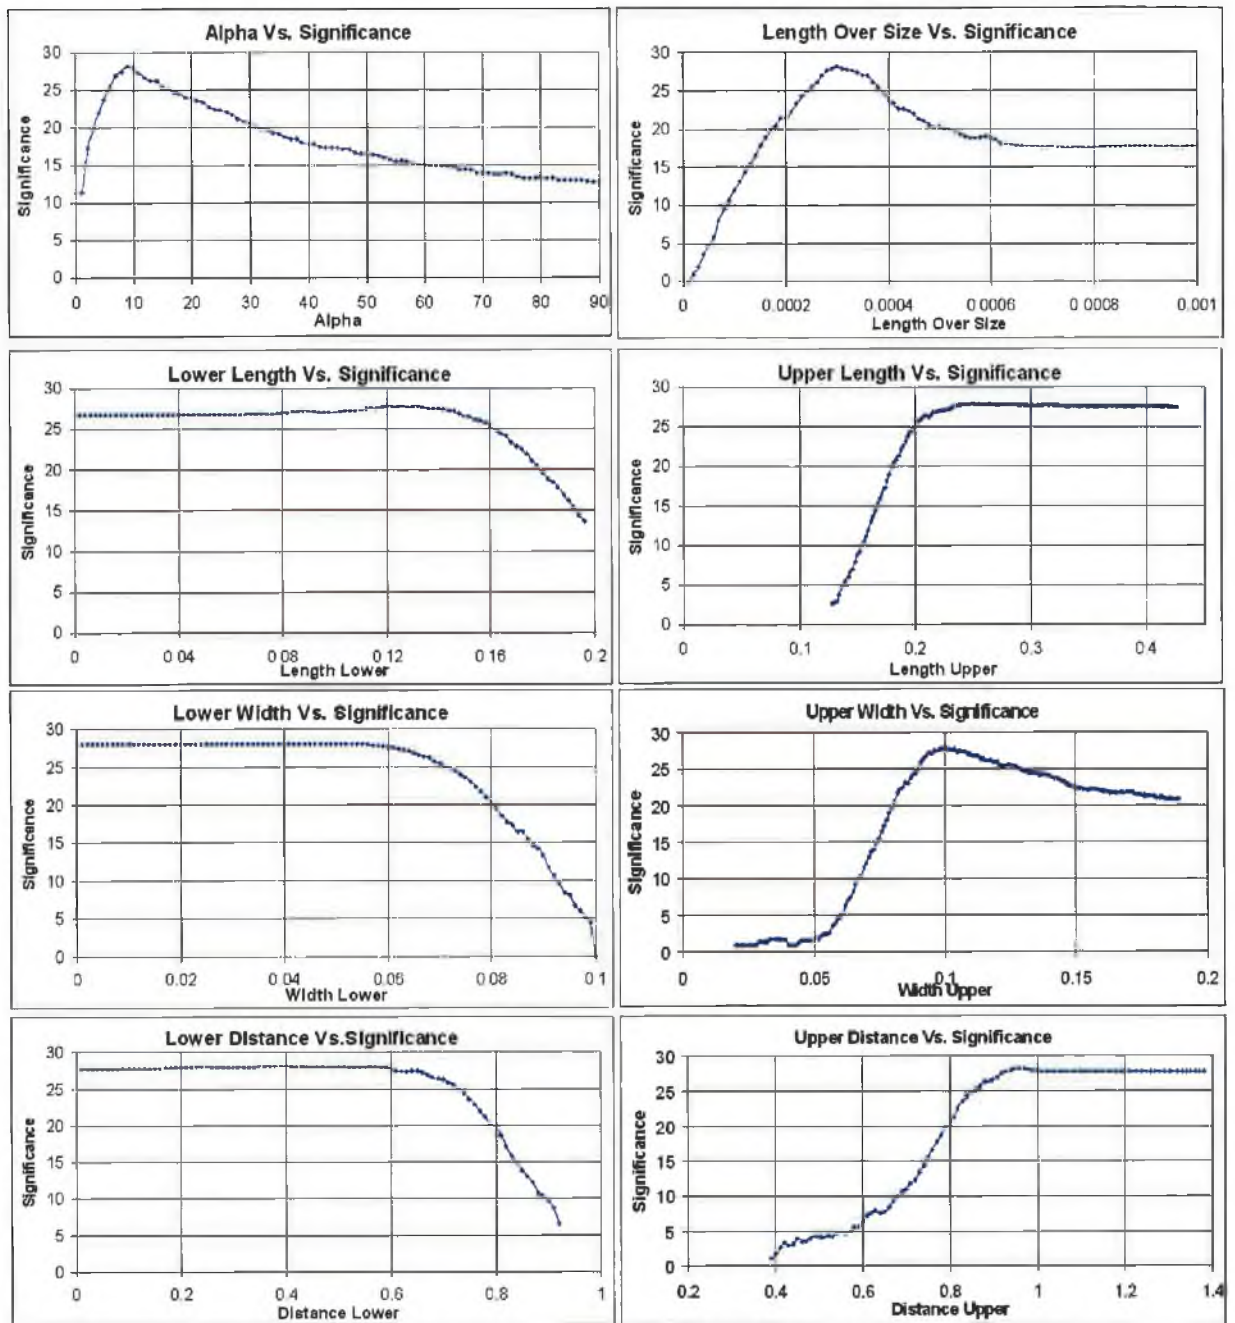 Alpha Vs. Significance
30
25
20
15
10
5
0
Significance
0 10 20 30 40 50 60 70 80 90
Alpha
Length Over Size Vs. Significance
30
25
20
15
10
5
0
Significance
0 0.0002 0.0004 0.0006 0.0008 0.001
Length Over Size
Lower Length Vs. Significance
30
25
20
15
10
5
0
Significance
0 0.04 0.08 0.12 0.16 0.2
Length Lower
Upper Length Vs. Significance
30
25
20
15
10
5
0
Significance
0 0.1 0.2 0.3 0.4
Length Upper
Lower Width Vs. Significance
30
25
20
15
10
5
0
Significance
0 0.02 0.04 0.06 0.08 0.1
Width Lower
Upper Width Vs. Significance
30
25
20
15
10
5
0
Significance
0 0.05 0.1 0.15 0.2
Width Upper
Lower Distance Vs.Significance
30
25
20
15
10
5
0
Significance
0 0.2 0.4 0.6 0.8 1
Distance Lower
Upper Distance Vs. Significance
30
25
20
15
10
5
0
Significance
0.2 0.4 0.6 0.8 1 1.2 1.4
Distance Upper